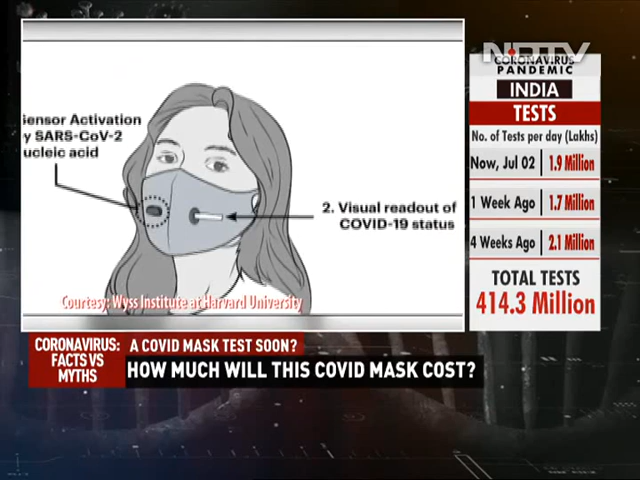 NDTV
CORONAVIRUS
PANDEMIC
INDIA
TESTS
No. of Tests per day (Lakhs)
Now, Jul 02 1.9 Million
1 Week Ago 1.7 Million
4 Weeks Ago 2.1 Million
TOTAL TESTS
414.3 Million
ensor Activation
y SARS-CoV-2
ucleic acid
2. Visual readout of
COVID-19 status
Courtesy: Wyss Institute at Harvard University
CORONAVIRUS:
FACTS VS
MYTHS
A COVID MASK TEST SOON?
HOW MUCH WILL THIS COVID MASK COST?